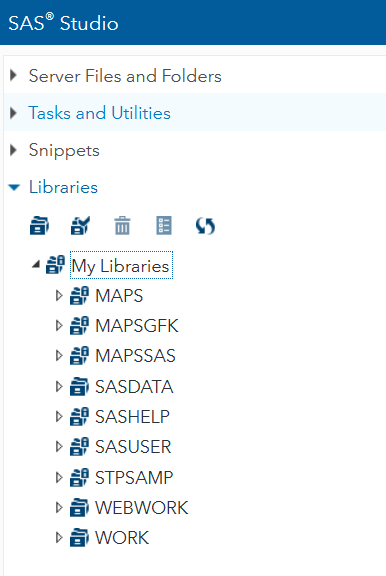 SAS® Studio
Server Files and Folders
Tasks and Utilities
Snippets
Libraries
My Libraries
MAPS
MAPSGFK
MAPSSAS
SASDATA
SASHELP
SASUSER
STPSAMP
WEBWORK
WORK